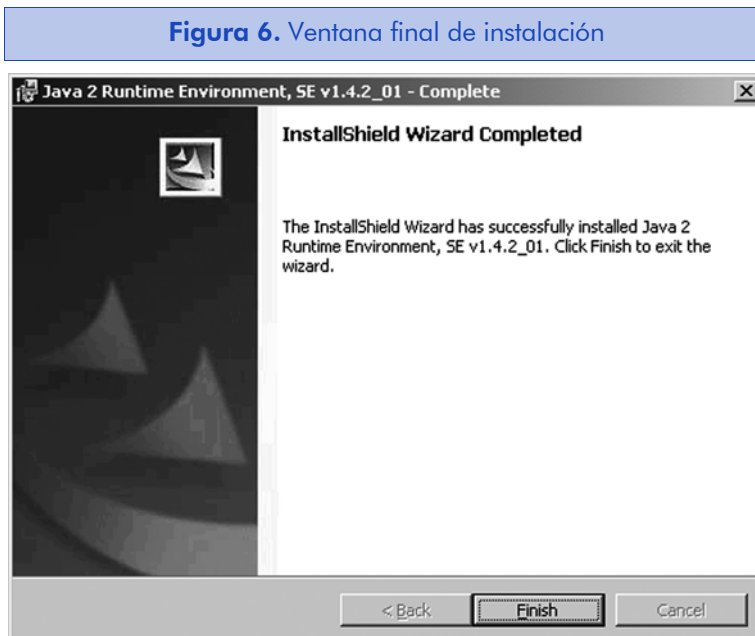 Figura 6. Ventana final de instalación
Java 2 Runtime Environment, SE v1.4.2_01 - Complete
InstallShield Wizard Completed
The InstallShield Wizard has successfully installed Java 2
Runtime Environment, SE v1.4.2_01. Click Finish to exit the
wizard.
< Back
Finish
Cancel